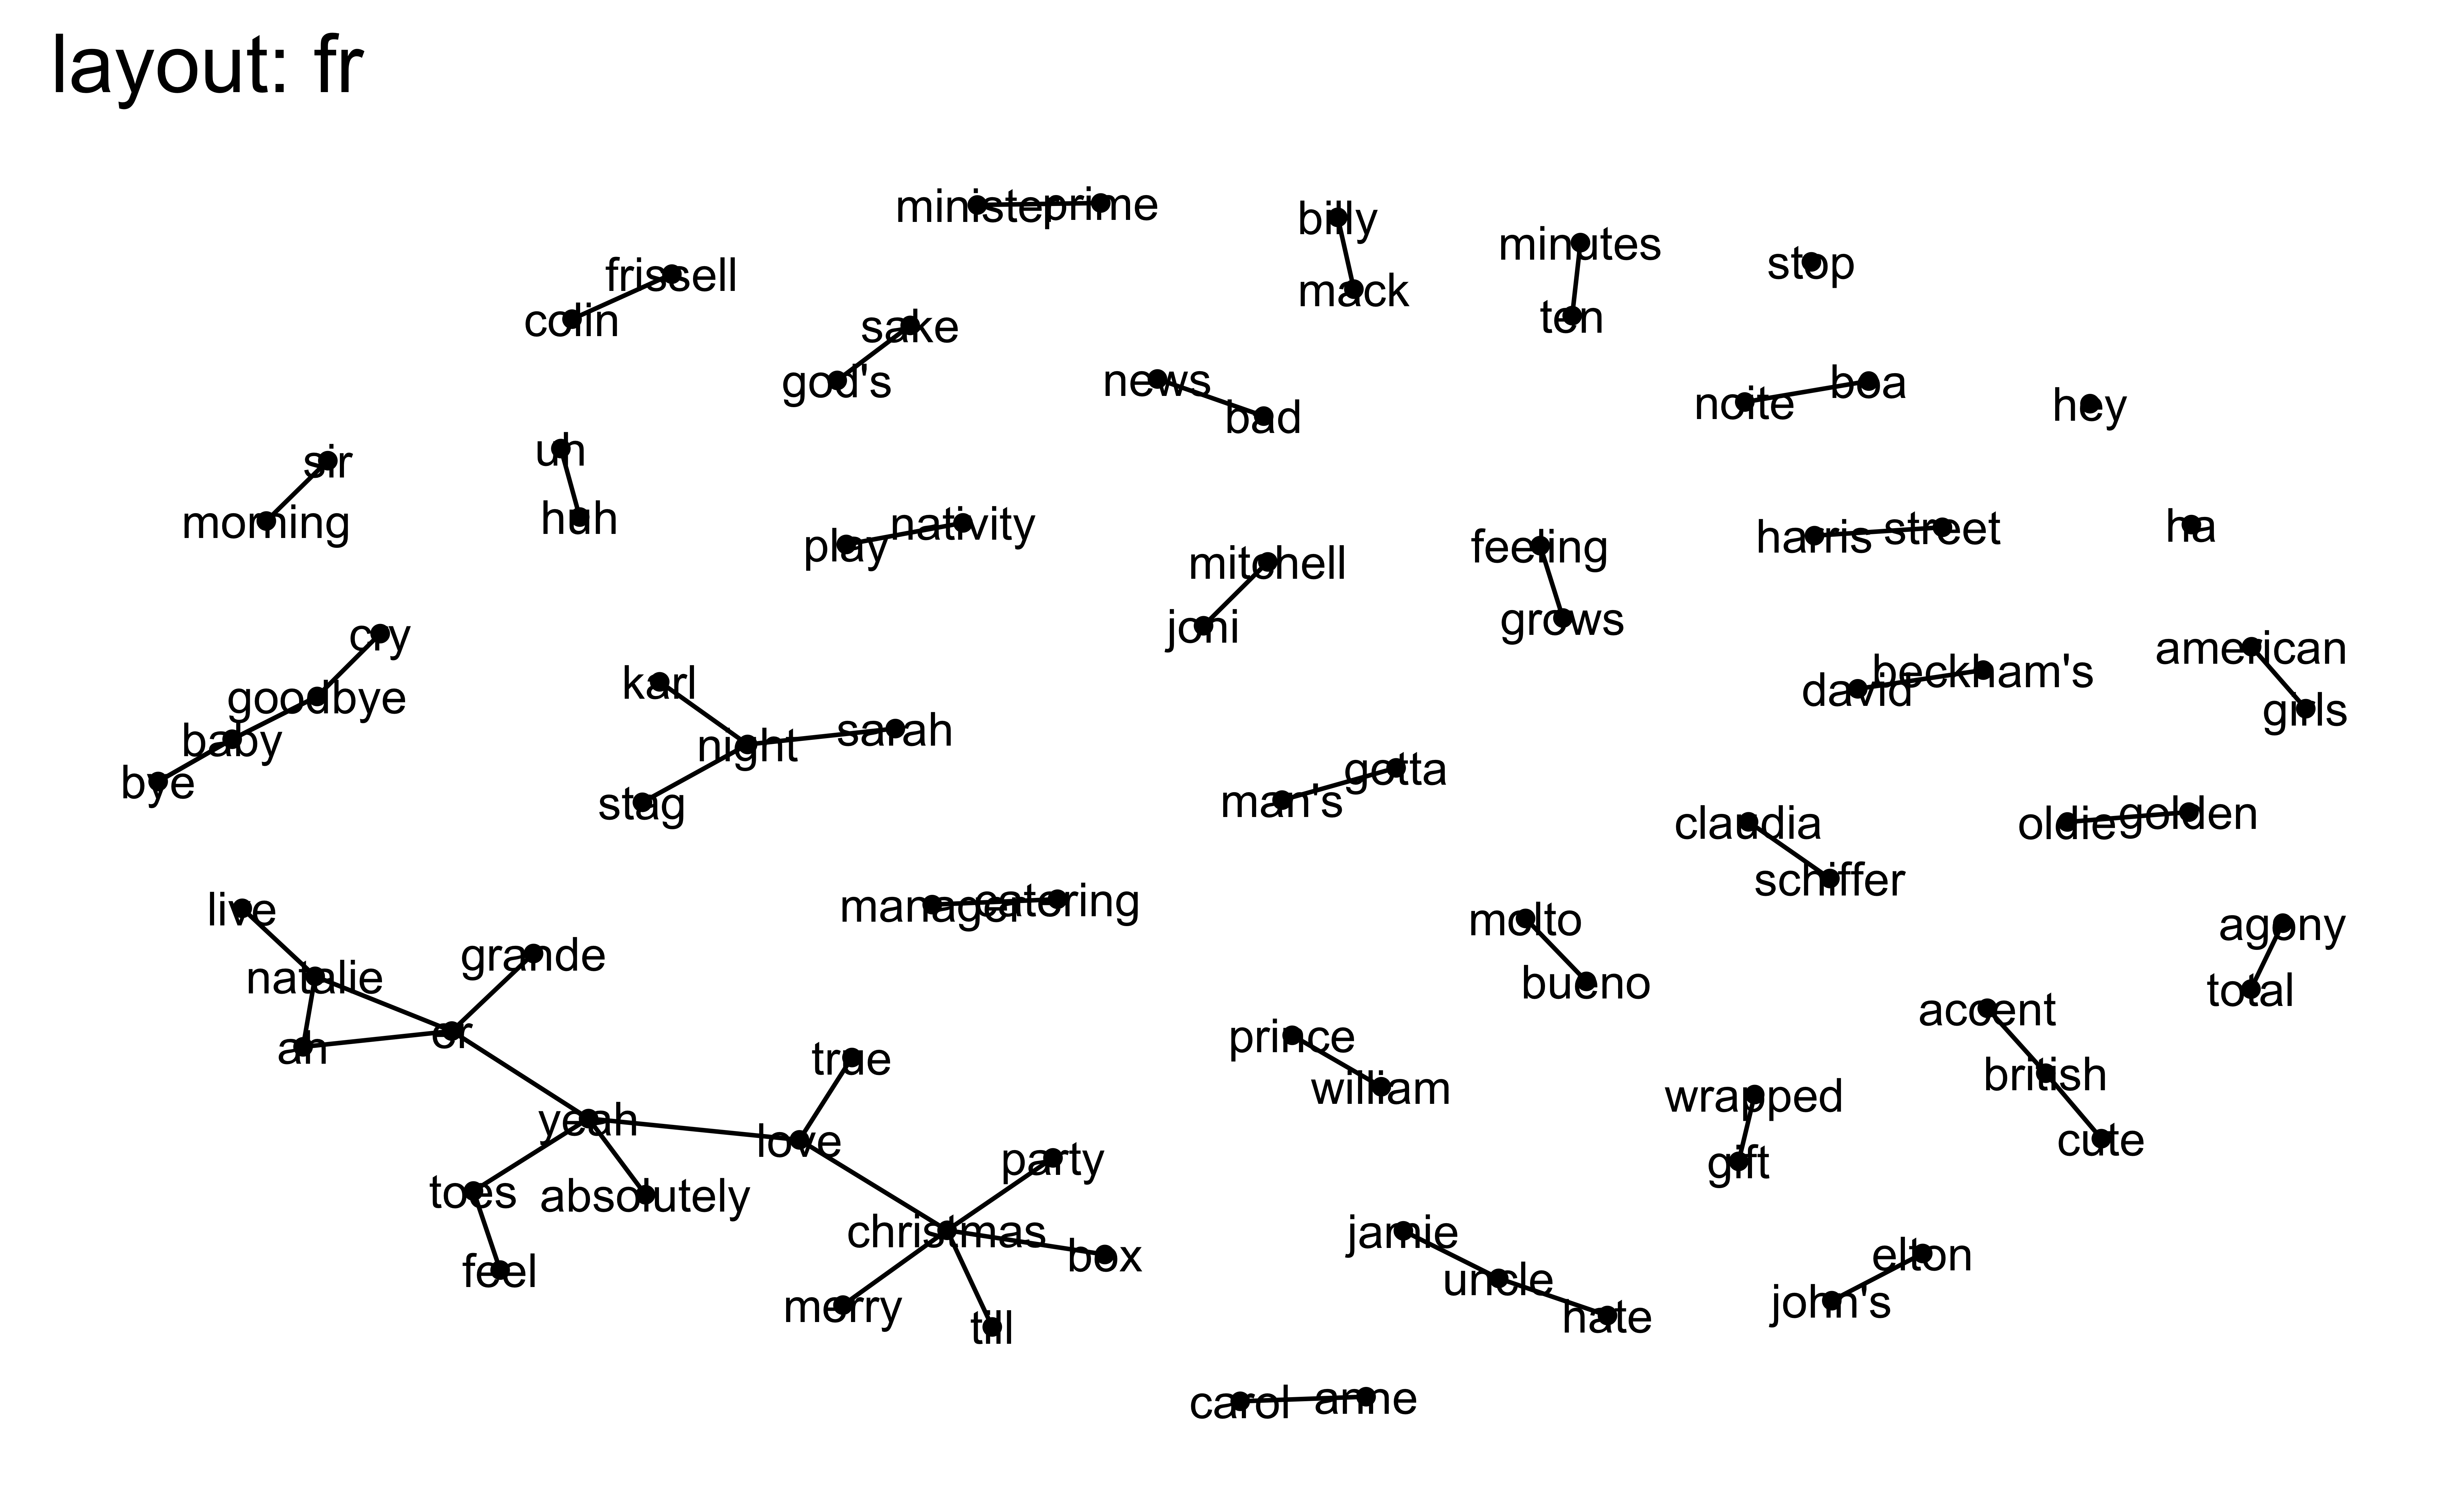 layout: fr
minister
prime
billy
mack
minutes
ten
stop
frissell
colin
sake
god's
news
bad
noite
boa
hey
sir
morning
uh
huh
play
nativity
mitchell
joni
feeling
grows
harris
street
ha
cry
goodbye
baby
bye
karl
night
sarah
stag
man's
gotta
david
beckham's
american
girls
claudia
schiffer
oldie
golden
live
natalie
ah
er
grande
manager
catering
molto
bueno
agony
total
true
yeah
love
toes
absolutely
feel
party
christmas
box
merry
till
prince
william
accent
british
cute
wrapped
gift
jamie
uncle
hate
elton
john's
carol
anne